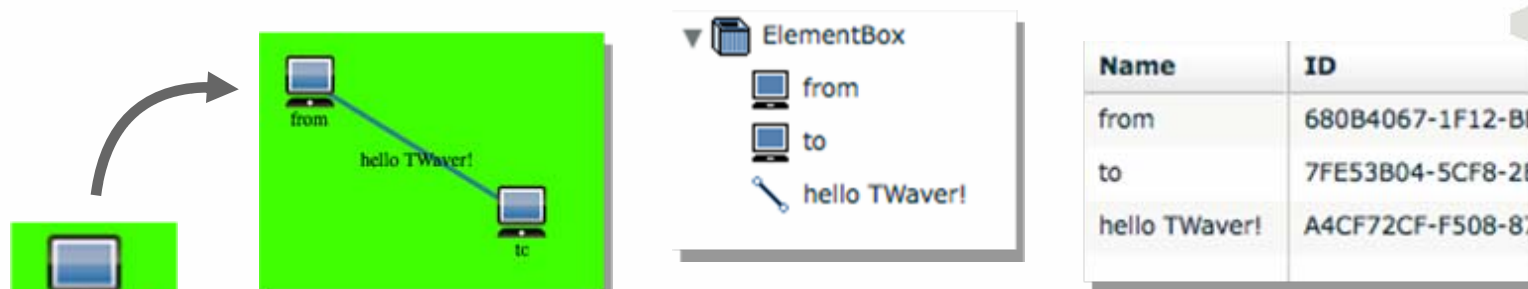 from
hello TWaver!
to
ElementBox
from
to
hello TWaver!
Name ID
from 680B4067-1F12-
to 7FE53B04-5CF8-2
hello TWaver! A4CF72CF-F508-8